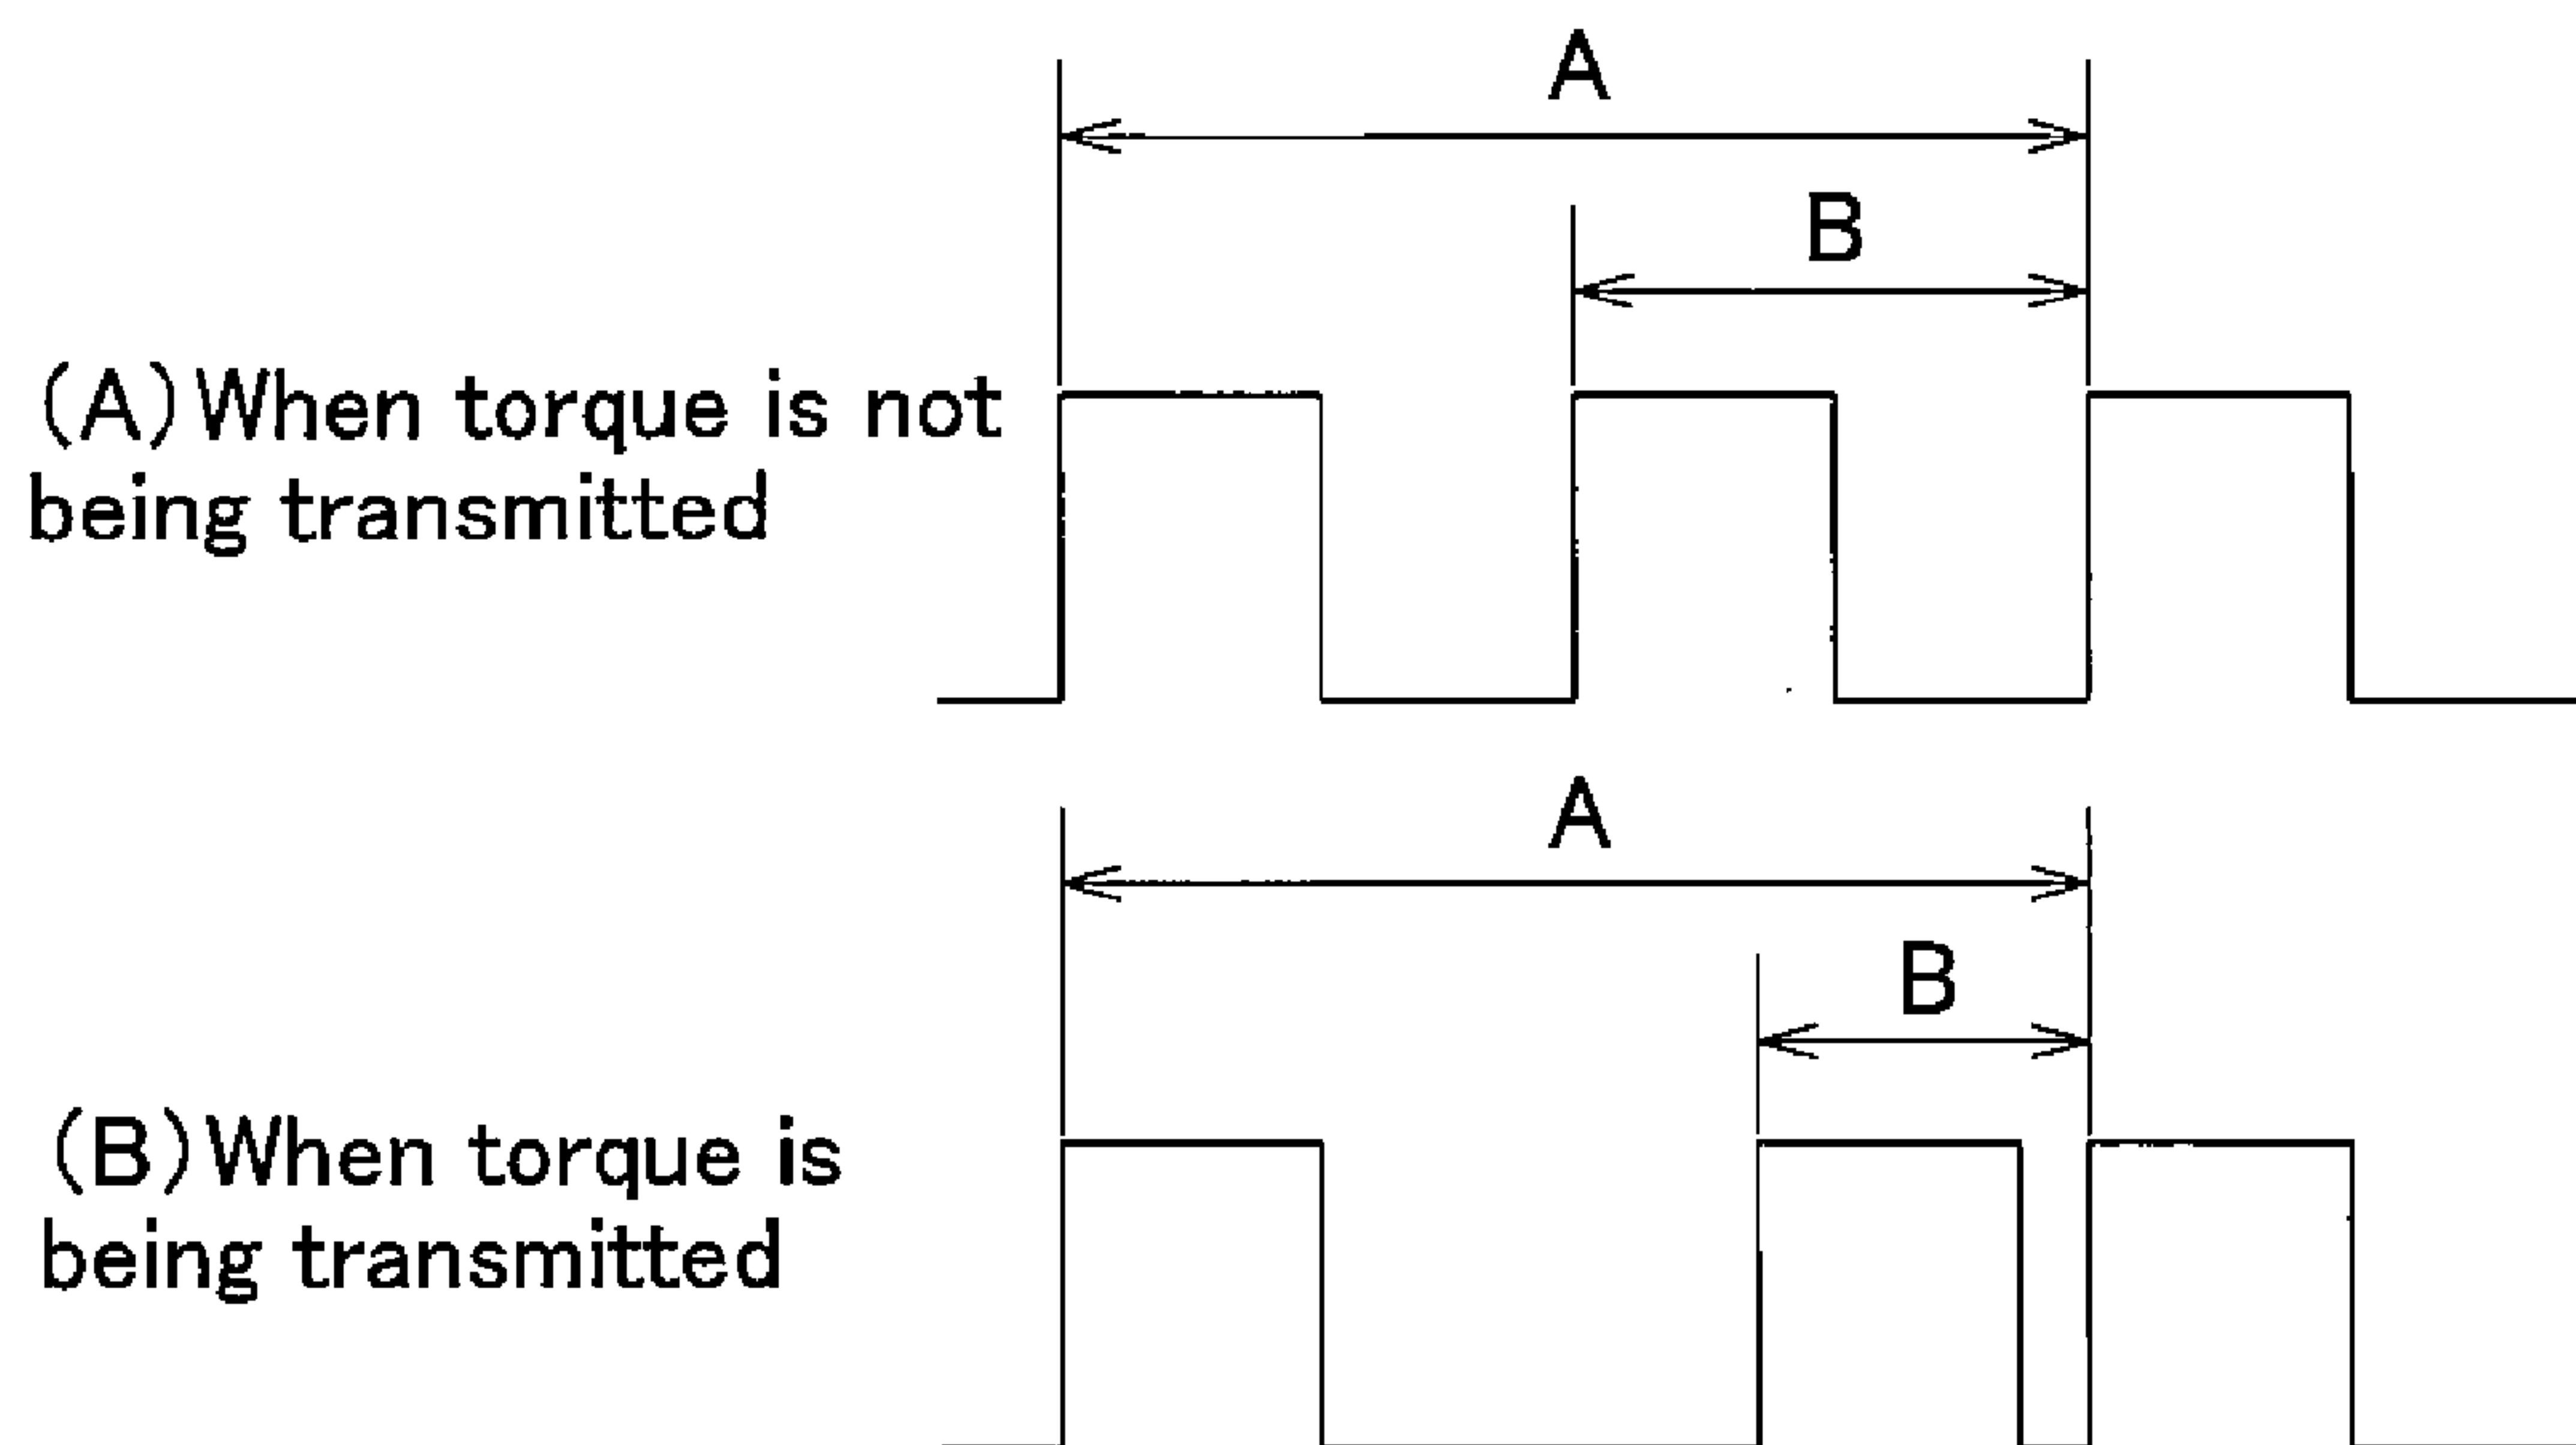 A
B
(A)When torque is not
being transmitted
A
B
(B)When torque is
being transmitted